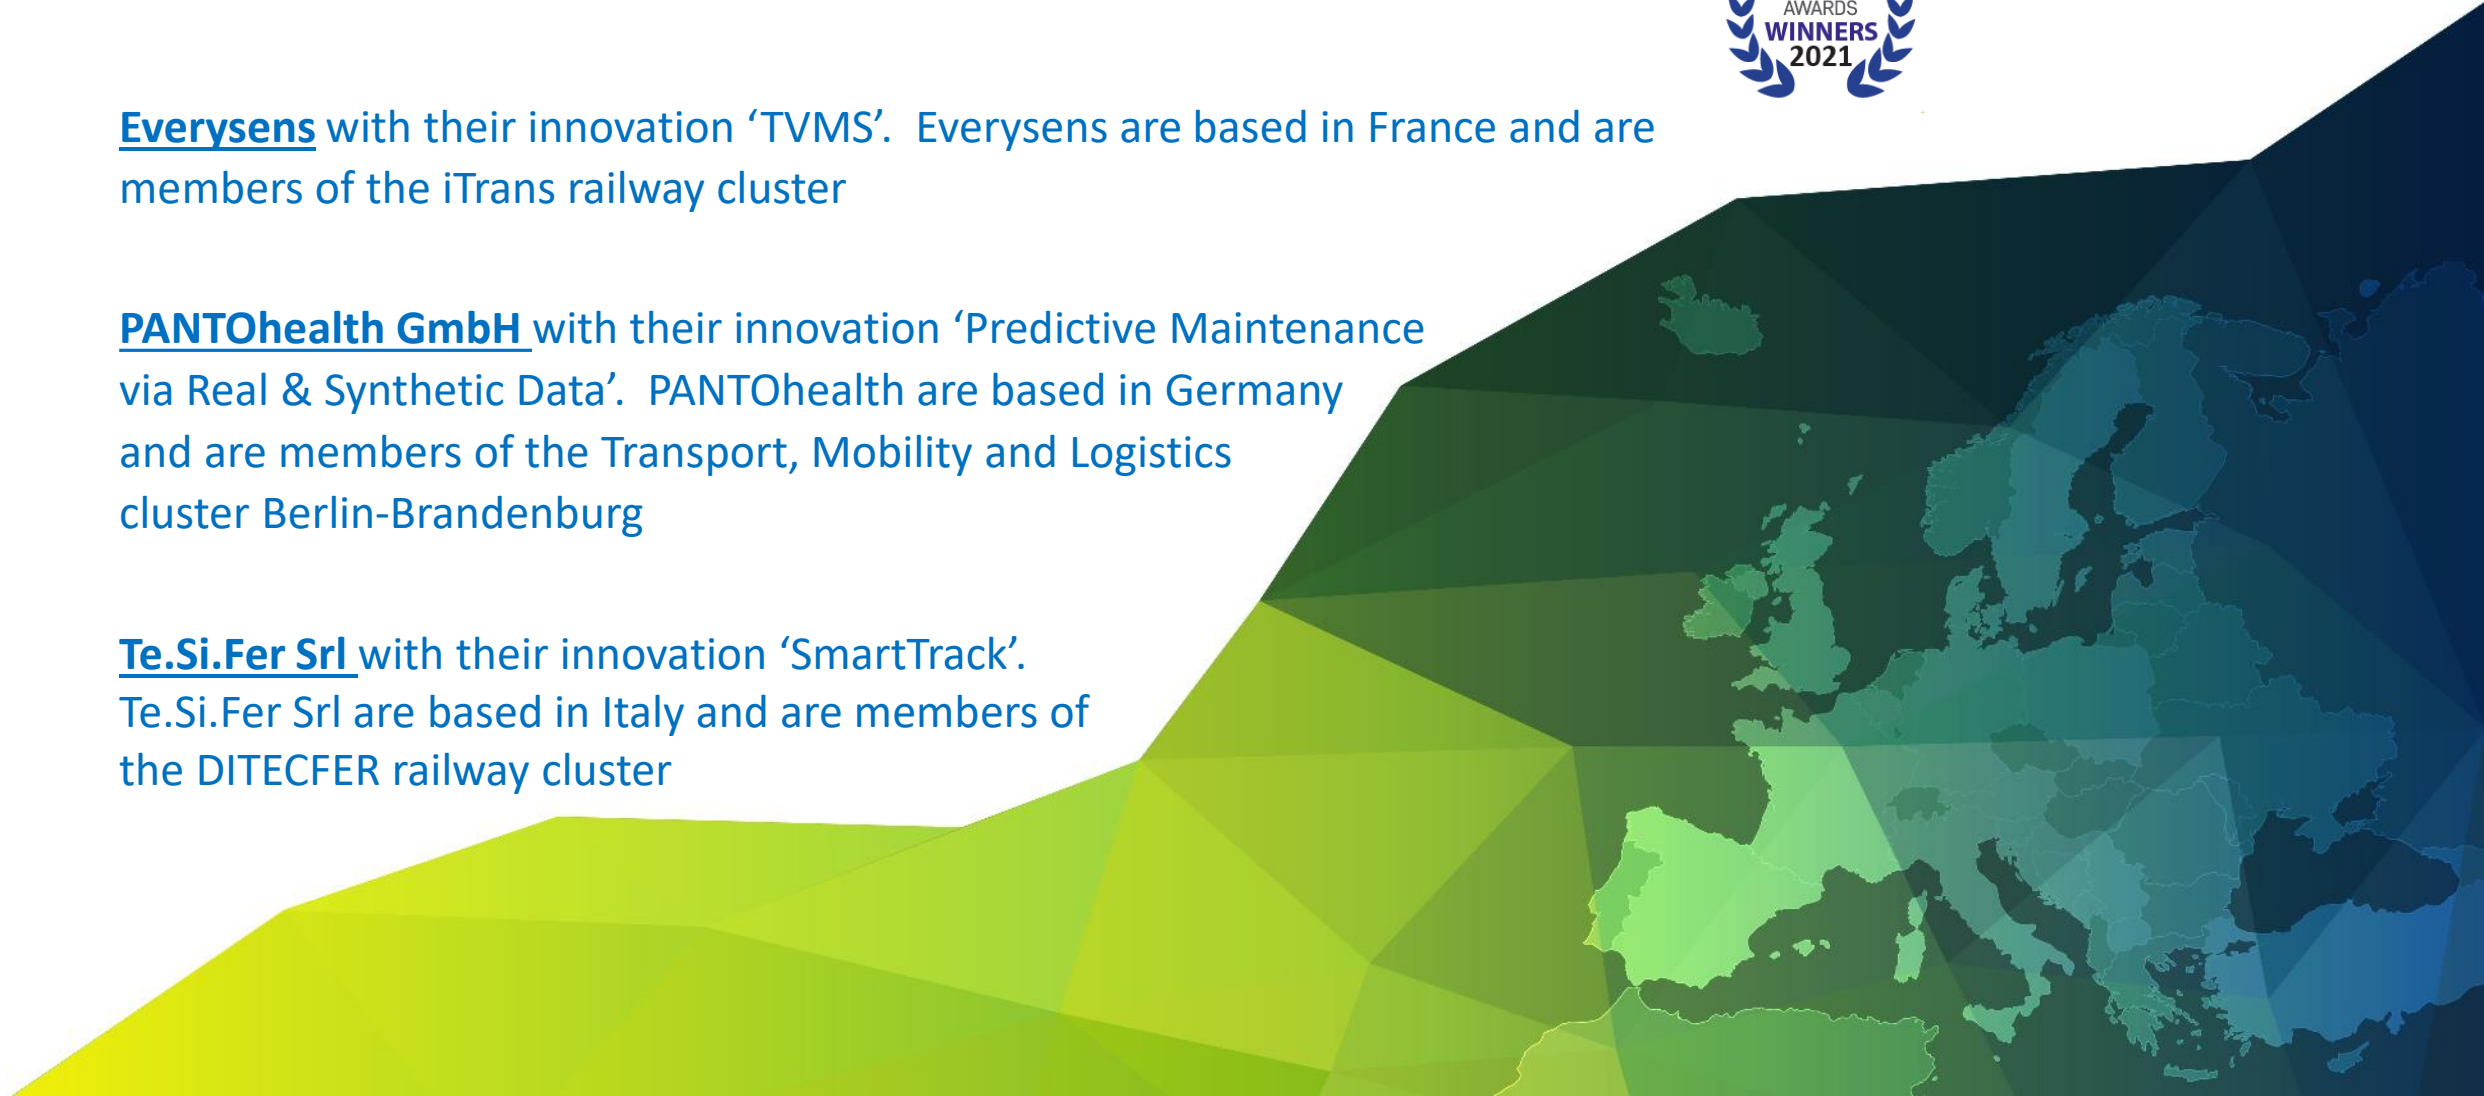 AWARDS
WINNERS
2021
Everysens with their innovation ‘TVMS’.  Everysens are based in France and are
members of the iTrans railway cluster
PANTOhealth GmbH with their innovation ‘Predictive Maintenance
via Real & Synthetic Data’.  PANTOhealth are based in Germany
and are members of the Transport, Mobility and Logistics
cluster Berlin-Brandenburg
Te.Si.Fer Srl with their innovation ‘SmartTrack’.
Te.Si.Fer Srl are based in Italy and are members of
the DITECFER railway cluster